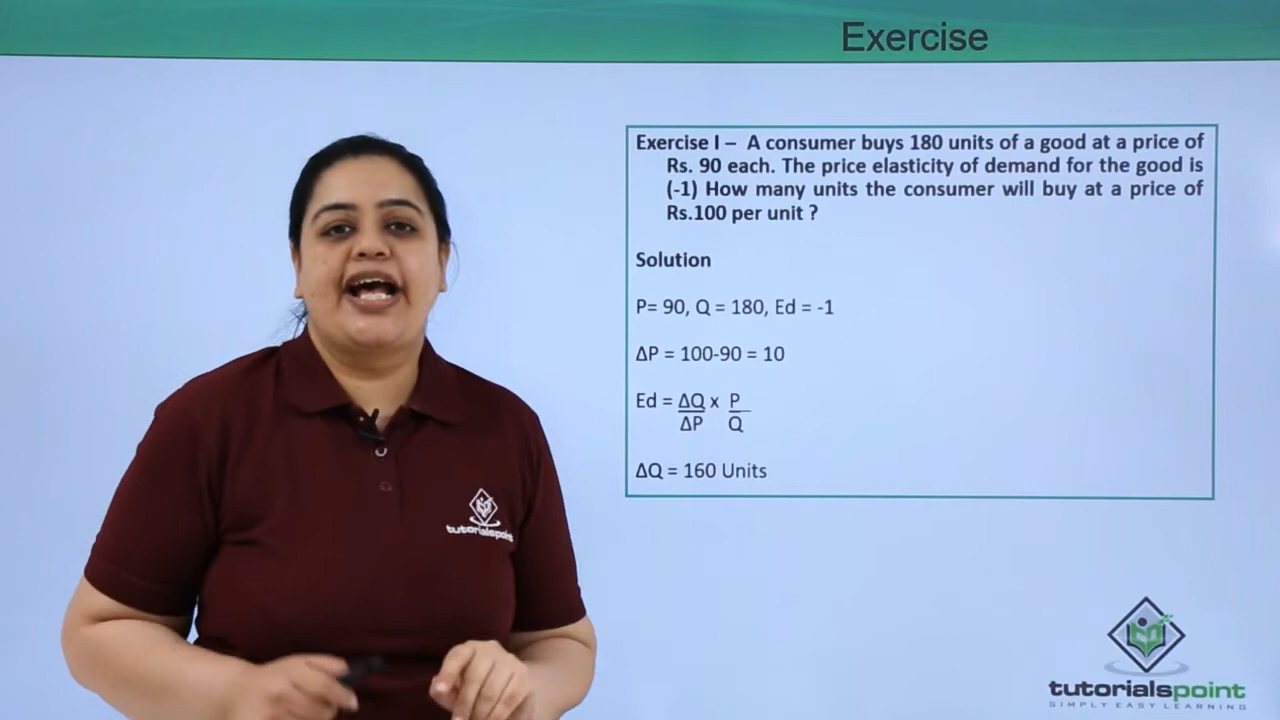 Exercise
Exercise I – A consumer buys 180 units of a good at a price of
Rs. 90 each. The price elasticity of demand for the good is
(-1) How many units the consumer will buy at a price of
Rs.100 per unit ?
Solution
P= 90, Q = 180, Ed = -1
ΔP = 100-90 = 10
Ed = ΔQ x P
ΔP Q
ΔQ = 160 Units
tutorialspoint
tutorialspoint
SIMPLY EASY LEARNING